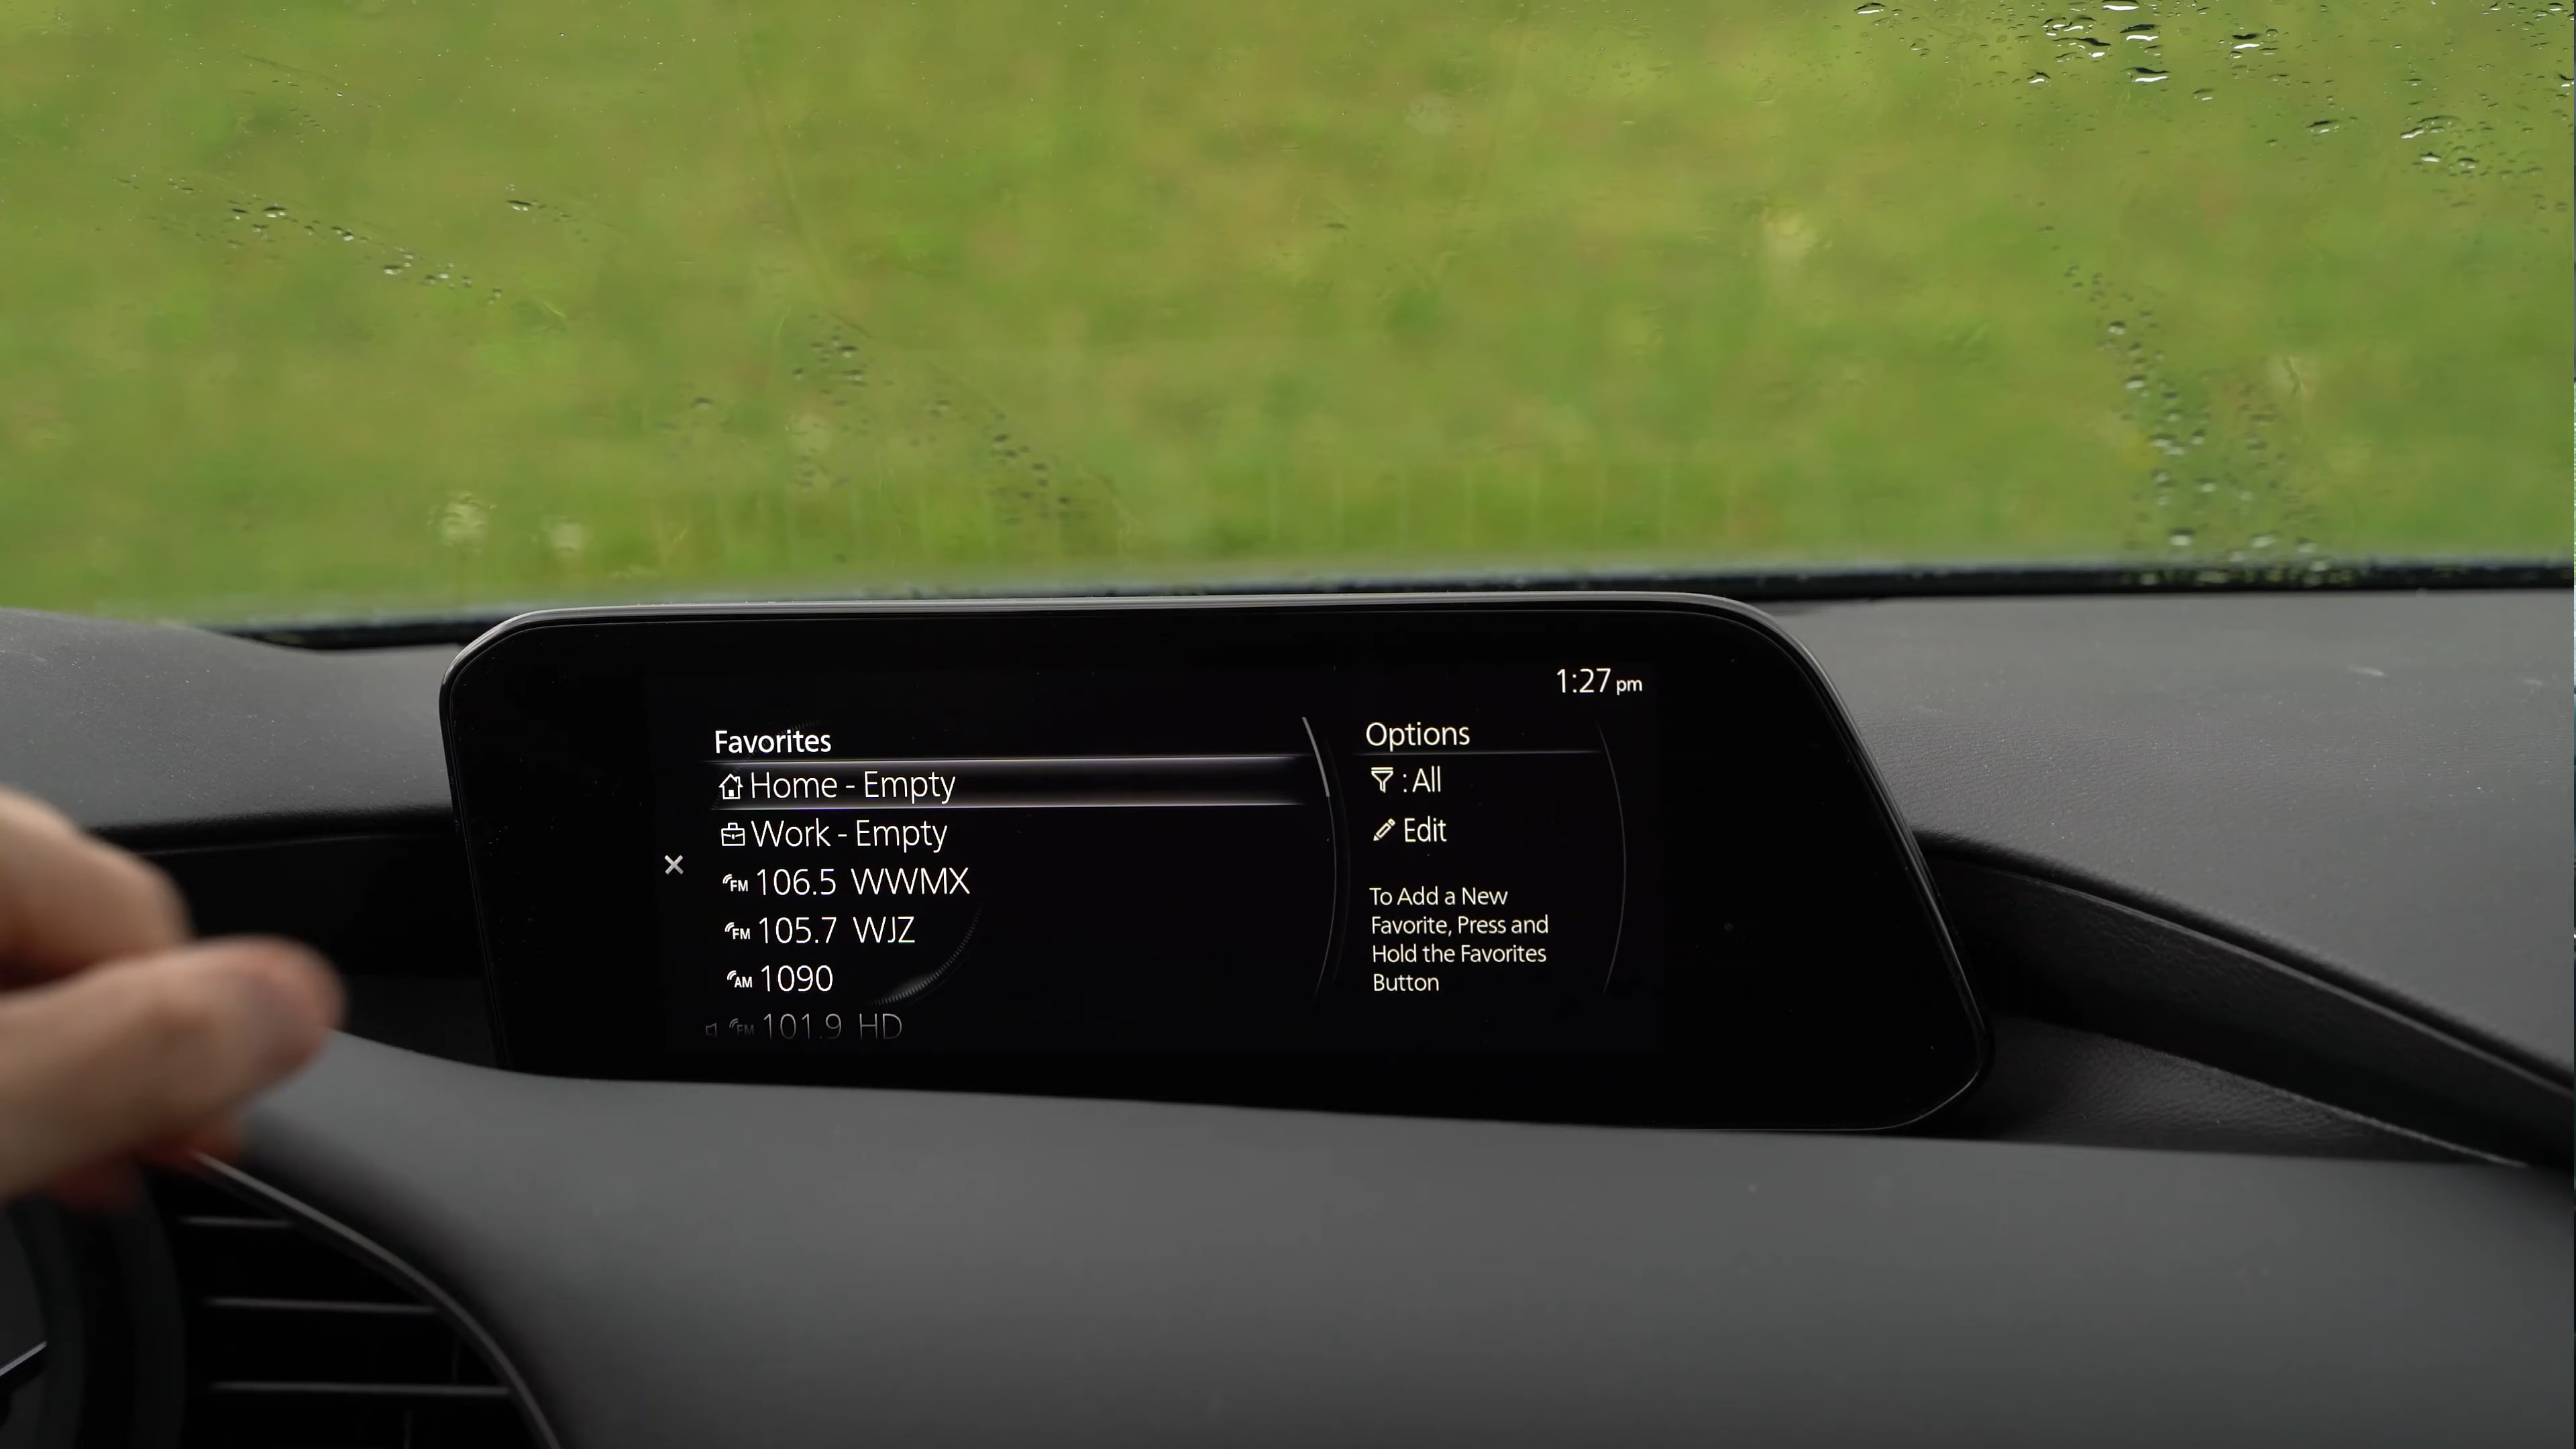 1:27 pm
Favorites
Home - Empty
Work - Empty
FM 106.5 WWMX
FM 105.7 WJZ
AM 1090
FM 101.9 HD
Options
: All
Edit
To Add a New
Favorite, Press and
Hold the Favorites
Button